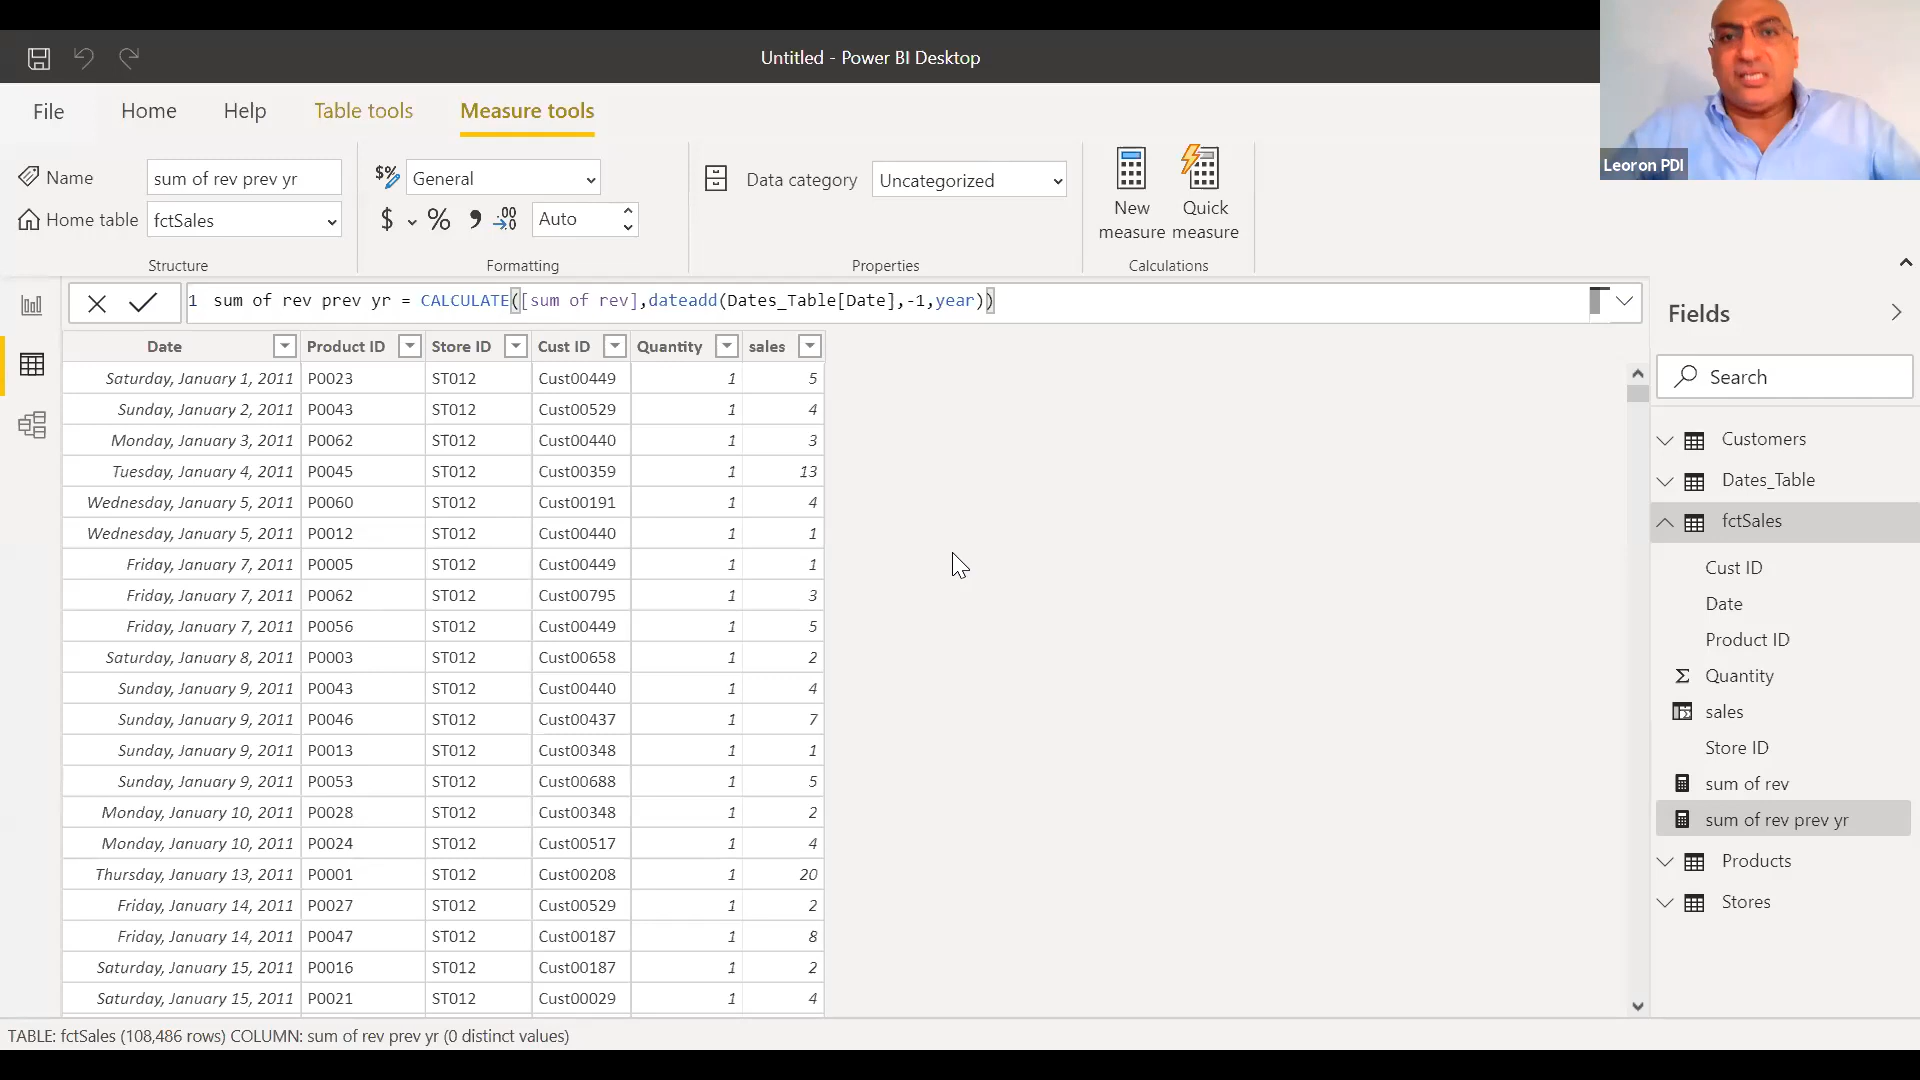 Untitled - Power BI Desktop
File Home Help Table tools Measure tools
Leoron PDI
Name sum of rev prev yr
$% General
Data category Uncategorized
New measure
Quick measure
Home table fctSales
$ % 9 .00 Auto
Structure Formatting Properties Calculations
1 sum of rev prev yr = CALCULATE([sum of rev],dateadd(Dates_Table[Date],-1,year))
Date Product ID Store ID Cust ID Quantity sales
Saturday, January 1, 2011 P0023 ST012 Cust00449 1 5
Sunday, January 2, 2011 P0043 ST012 Cust00529 1 4
Monday, January 3, 2011 P0062 ST012 Cust00440 1 3
Tuesday, January 4, 2011 P0045 ST012 Cust00359 1 13
Wednesday, January 5, 2011 P0060 ST012 Cust00191 1 4
Wednesday, January 5, 2011 P0012 ST012 Cust00440 1 1
Friday, January 7, 2011 P0005 ST012 Cust00449 1 1
Friday, January 7, 2011 P0062 ST012 Cust00795 1 3
Friday, January 7, 2011 P0056 ST012 Cust00449 1 5
Saturday, January 8, 2011 P0003 ST012 Cust00658 1 2
Sunday, January 9, 2011 P0043 ST012 Cust00440 1 4
Sunday, January 9, 2011 P0046 ST012 Cust00437 1 7
Sunday, January 9, 2011 P0013 ST012 Cust00348 1 1
Sunday, January 9, 2011 P0053 ST012 Cust00688 1 5
Monday, January 10, 2011 P0028 ST012 Cust00348 1 2
Monday, January 10, 2011 P0024 ST012 Cust00517 1 4
Thursday, January 13, 2011 P0001 ST012 Cust00208 1 20
Friday, January 14, 2011 P0027 ST012 Cust00529 1 2
Friday, January 14, 2011 P0047 ST012 Cust00187 1 8
Saturday, January 15, 2011 P0016 ST012 Cust00187 1 2
Saturday, January 15, 2011 P0021 ST012 Cust00029 1 4
Fields
Search
Customers
Dates_Table
fctSales
Cust ID
Date
Product ID
Quantity
sales
Store ID
sum of rev
sum of rev prev yr
Products
Stores
TABLE: fctSales (108,486 rows) COLUMN: sum of rev prev yr (0 distinct values)